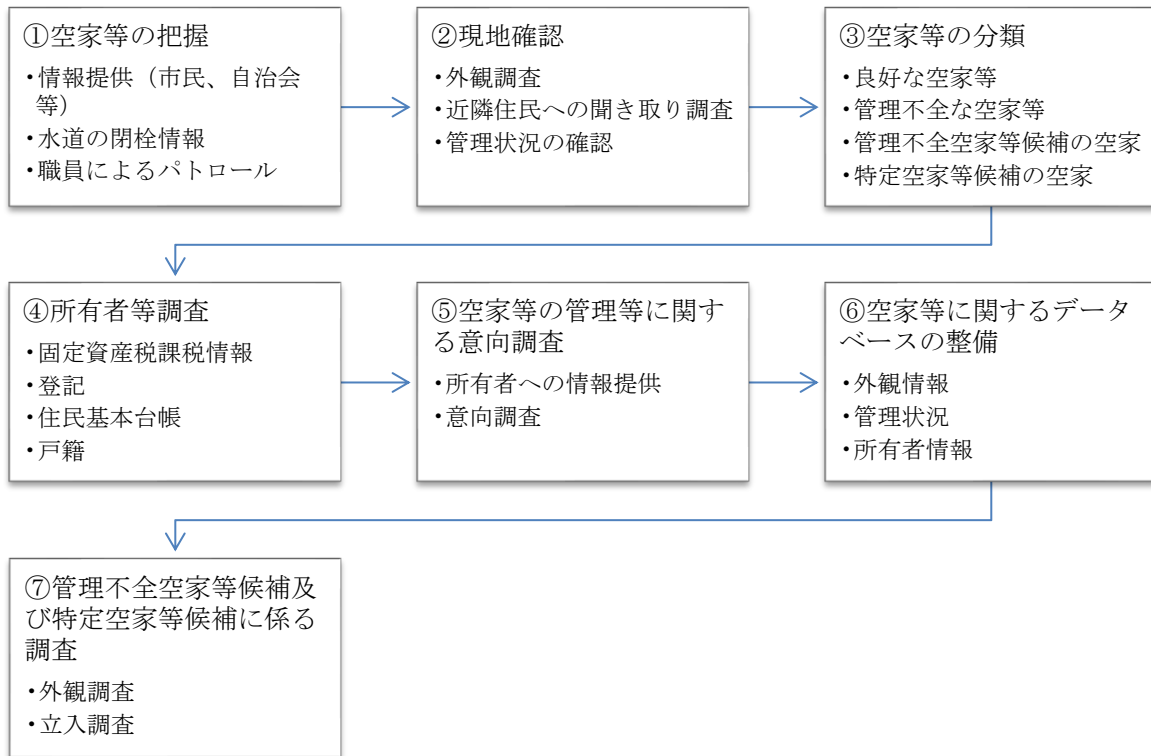 ①空家等の把握
・情報提供（市民、自治会
等）
・水道の閉栓情報
・職員によるパトロール
②現地確認
・外観調査
・近隣住民への聞き取り調査
・管理状況の確認
③空家等の分類
・良好な空家等
・管理不全な空家等
・管理不全空家等候補の空家
・特定空家等候補の空家
④所有者等調査
・固定資産税課税情報
・登記
・住民基本台帳
・戸籍
⑤空家等の管理等に関す
る意向調査
・所有者への情報提供
・意向調査
⑥空家等に関するデータ
ベースの整備
・外観情報
・管理状況
・所有者情報
⑦管理不全空家等候補及
び特定空家等候補に係る
調査
・外観調査
・立入調査